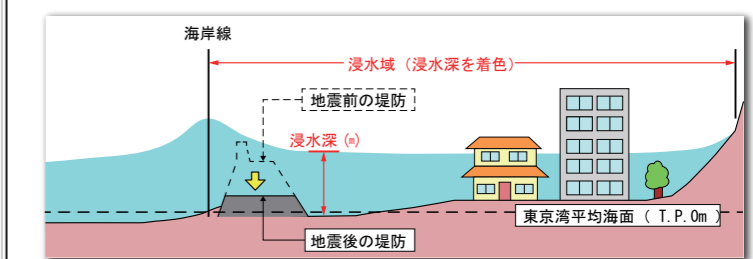 海岸線
浸水域（浸水深を着色）
地震前の堤防
浸水深(m)
東京湾平均海面（ T.P.0m ）
地震後の堤防